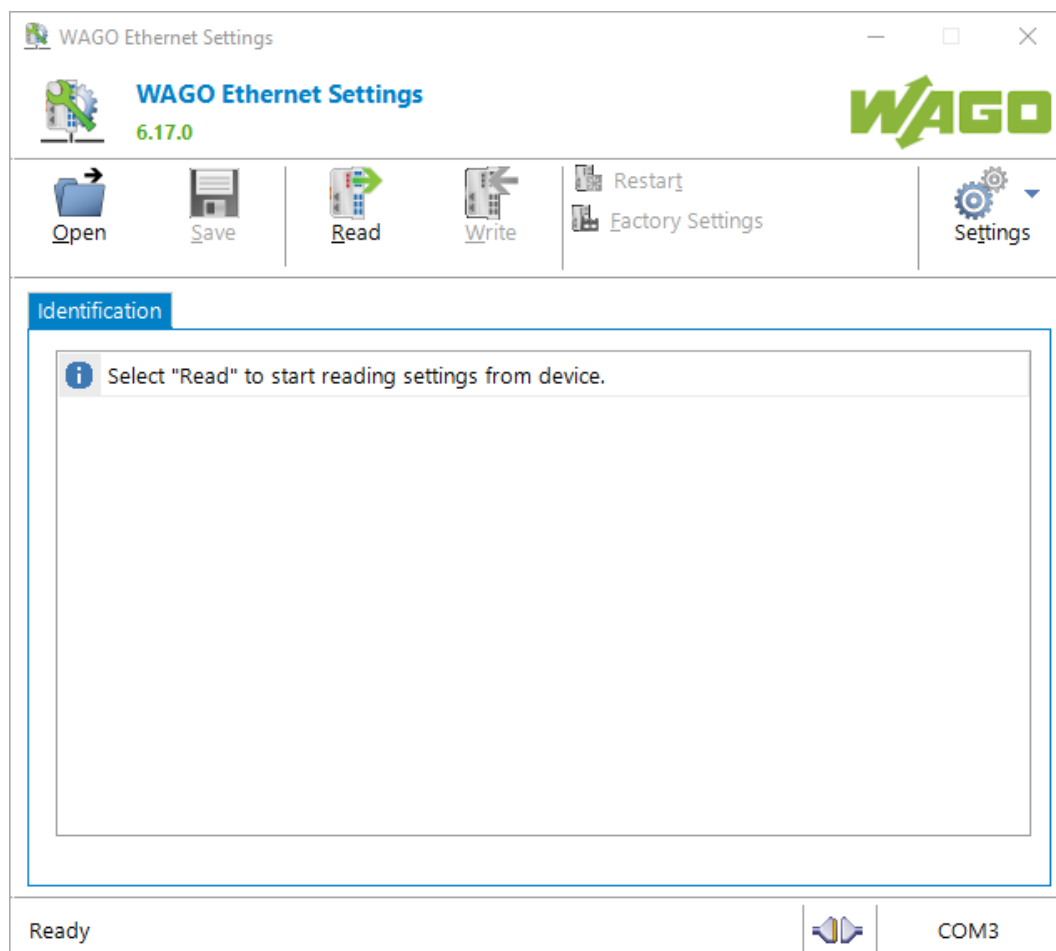 WAGO Ethernet Settings
WAGO Ethernet Settings
6.17.0
WAGO
Open
Save
Read
Write
Restart
Factory Settings
Settings
Identification
Select "Read" to start reading settings from device.
Ready
COM3